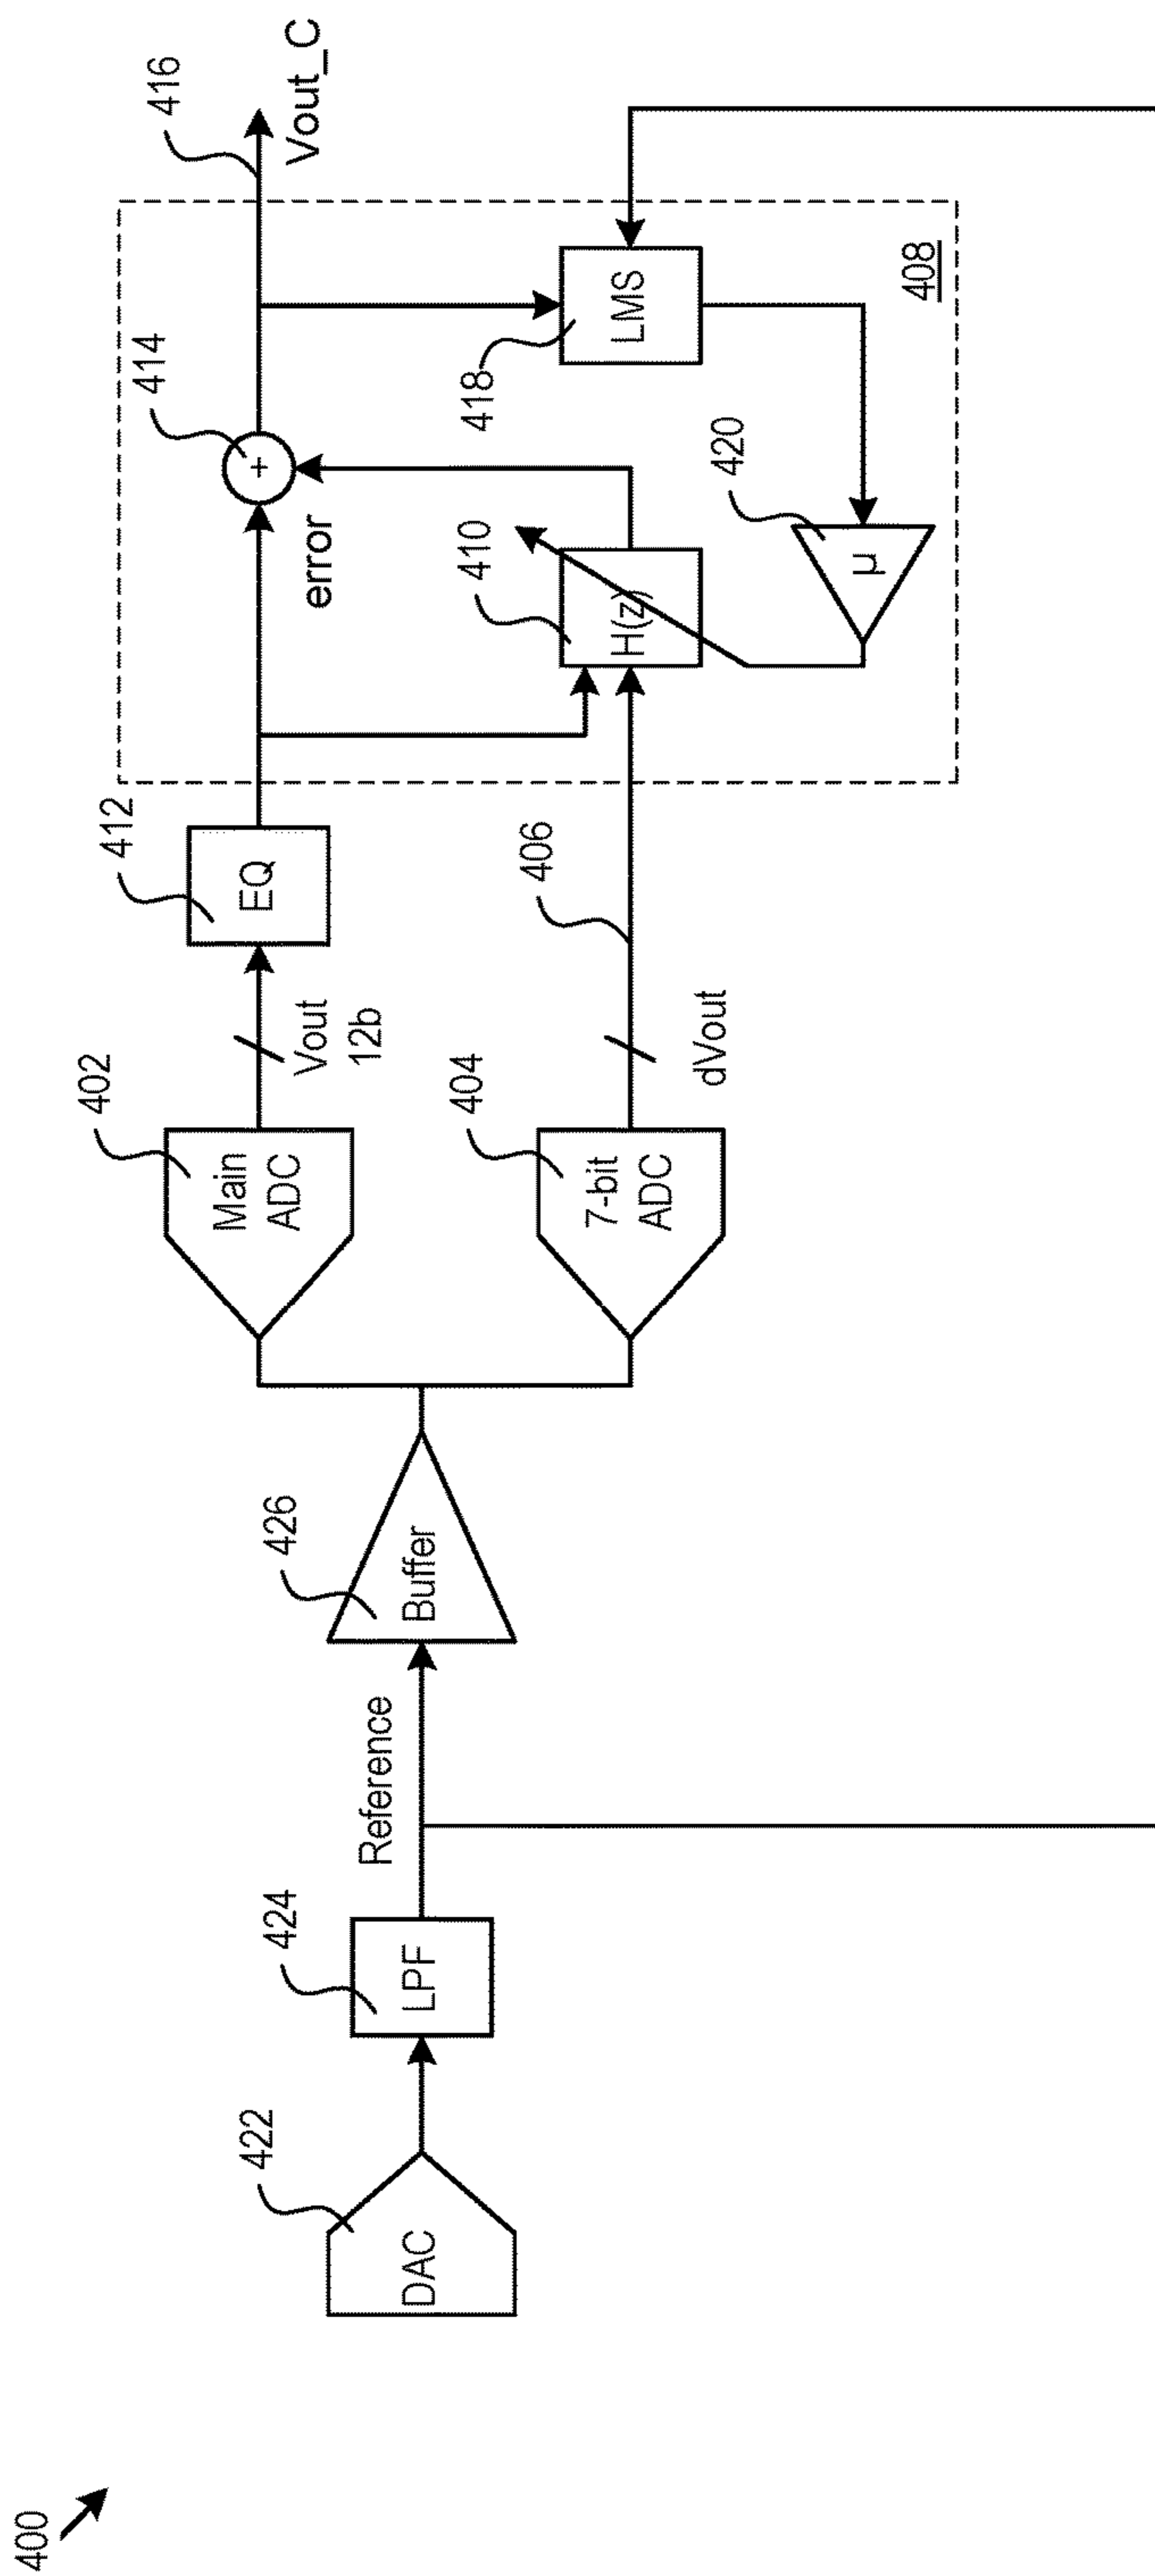 400
422
DAC
424
LPF
Reference
426
Buffer
402
Main
ADC
404
7-bit
ADC
Vout
12b
dVout
406
412
EQ
error
414
+
410
H(z)
420
μ
418
LMS
408
416
Vout_C